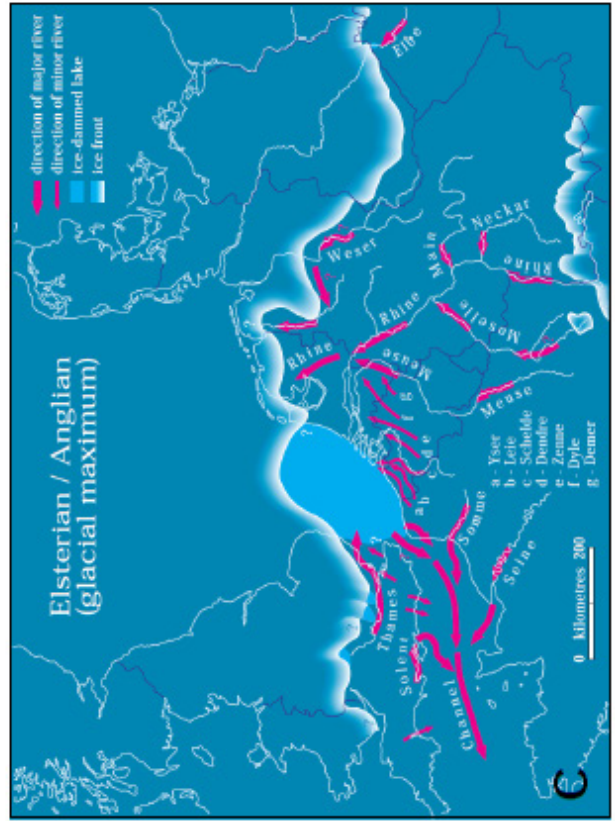 Elsterian / Anglian
(glacial maximum)
direction of major river
direction of minor river
ice-dammed lake
ice front
Elbe
Weser
Rhine
Rhine
Main
Neckar
Rhine
Meuse
Moselle
Meuse
?
?
?
a b c d e f g
Thames
Solent
Somme
Seine
Channel
a - Yser
b - Leie
c - Schelde
d - Dendre
e - Zenne
f - Dyle
g - Demer
0 kilometres 200
C